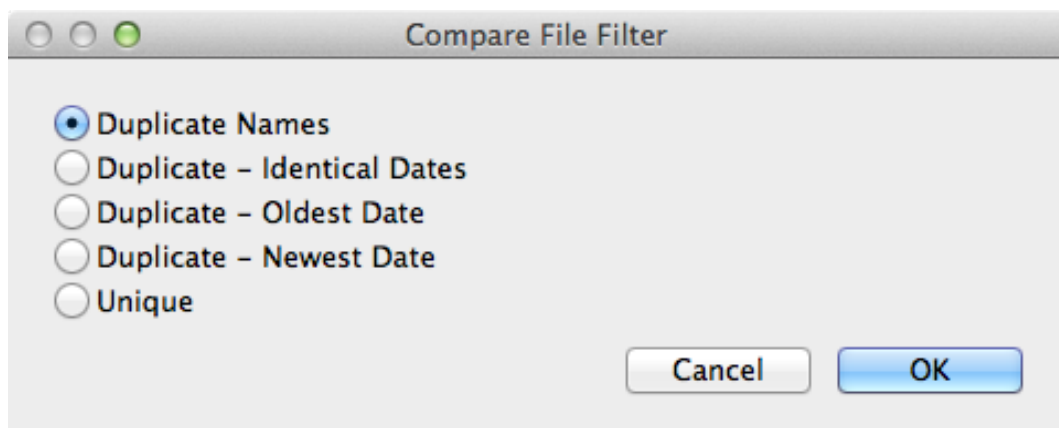 Compare File Filter
Duplicate Names
Duplicate – Identical Dates
Duplicate – Oldest Date
Duplicate – Newest Date
Unique
Cancel OK